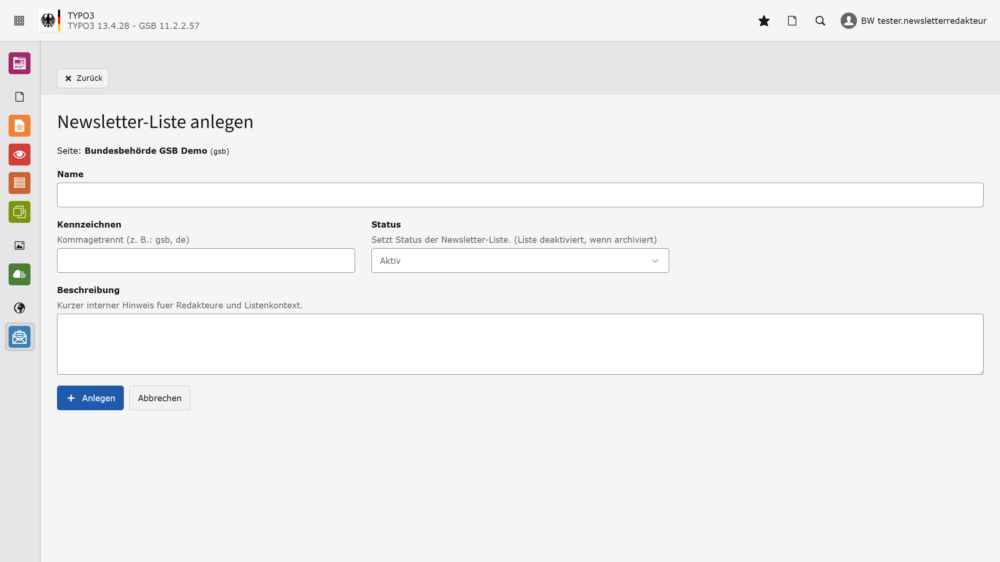 TYPO3
TYPO3 13.4.28 - GSB 11.2.2.57
BW tester.newsletterredakteur
Zurück
Newsletter-Liste anlegen
Seite: Bundesbehörde GSB Demo (gsb)
Name
Kennzeichnen
Kommagetrennt (z. B.: gsb, de)
Status
Setzt Status der Newsletter-Liste. (Liste deaktiviert, wenn archiviert)
Aktiv
Beschreibung
Kurzer interner Hinweis fuer Redakteure und Listenkontext.
Anlegen
Abbrechen